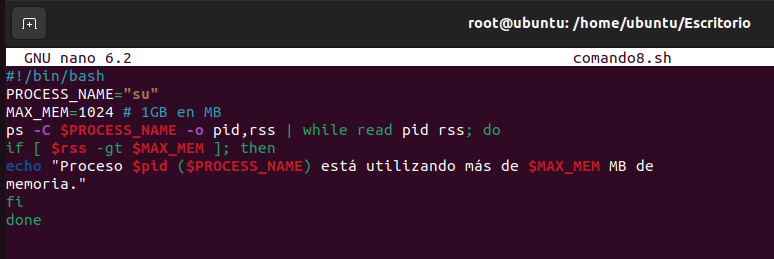 root@ubuntu: /home/ubuntu/Escritorio
GNU nano 6.2 comando8.sh
#!/bin/bash
PROCESS_NAME="su"
MAX_MEM=1024 # 1GB en MB
ps -C $PROCESS_NAME -o pid,rss | while read pid rss; do
if [ $rss -gt $MAX_MEM ]; then
echo "Proceso $pid ($PROCESS_NAME) está utilizando más de $MAX_MEM MB de
memoria."
fi
done